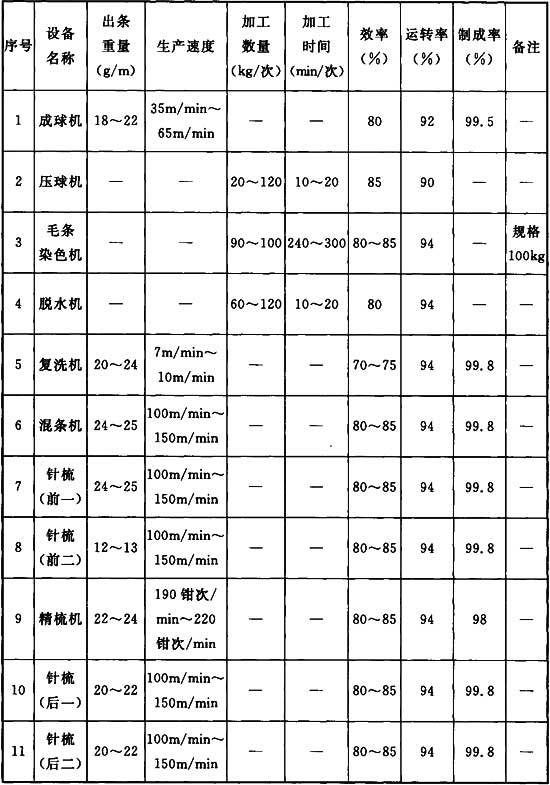 序号 设备名称 出条重量(g/m) 生产速度 加工数量(kg/次) 加工时间(min/次) 效率(%) 运转率(%) 制成率(%) 备注
1 成球机 18~22 35m/min~65m/min — — 80 92 99.5 —
2 压球机 — — 20~120 10~20 85 90 — —
3 毛条染色机 — — 90~100 240~300 80~85 94 — 规格100kg
4 脱水机 — — 60~120 10~20 80 94 — —
5 复洗机 20~24 7m/min~10m/min — — 70~75 94 99.8 —
6 混条机 24~25 100m/min~150m/min — — 80~85 94 99.8 —
7 针梳(前一) 24~25 100m/min~150m/min — — 80~85 94 99.8 —
8 针梳(前二) 12~13 100m/min~150m/min — — 80~85 94 99.8 —
9 精梳机 22~24 190钳次/min~220钳次/min — — 80~85 94 98 —
10 针梳(后一) 20~22 100m/min~150m/min — — 80~85 94 99.8 —
11 针梳(后二) 20~22 100m/min~150m/min — — 80~85 94 99.8 —